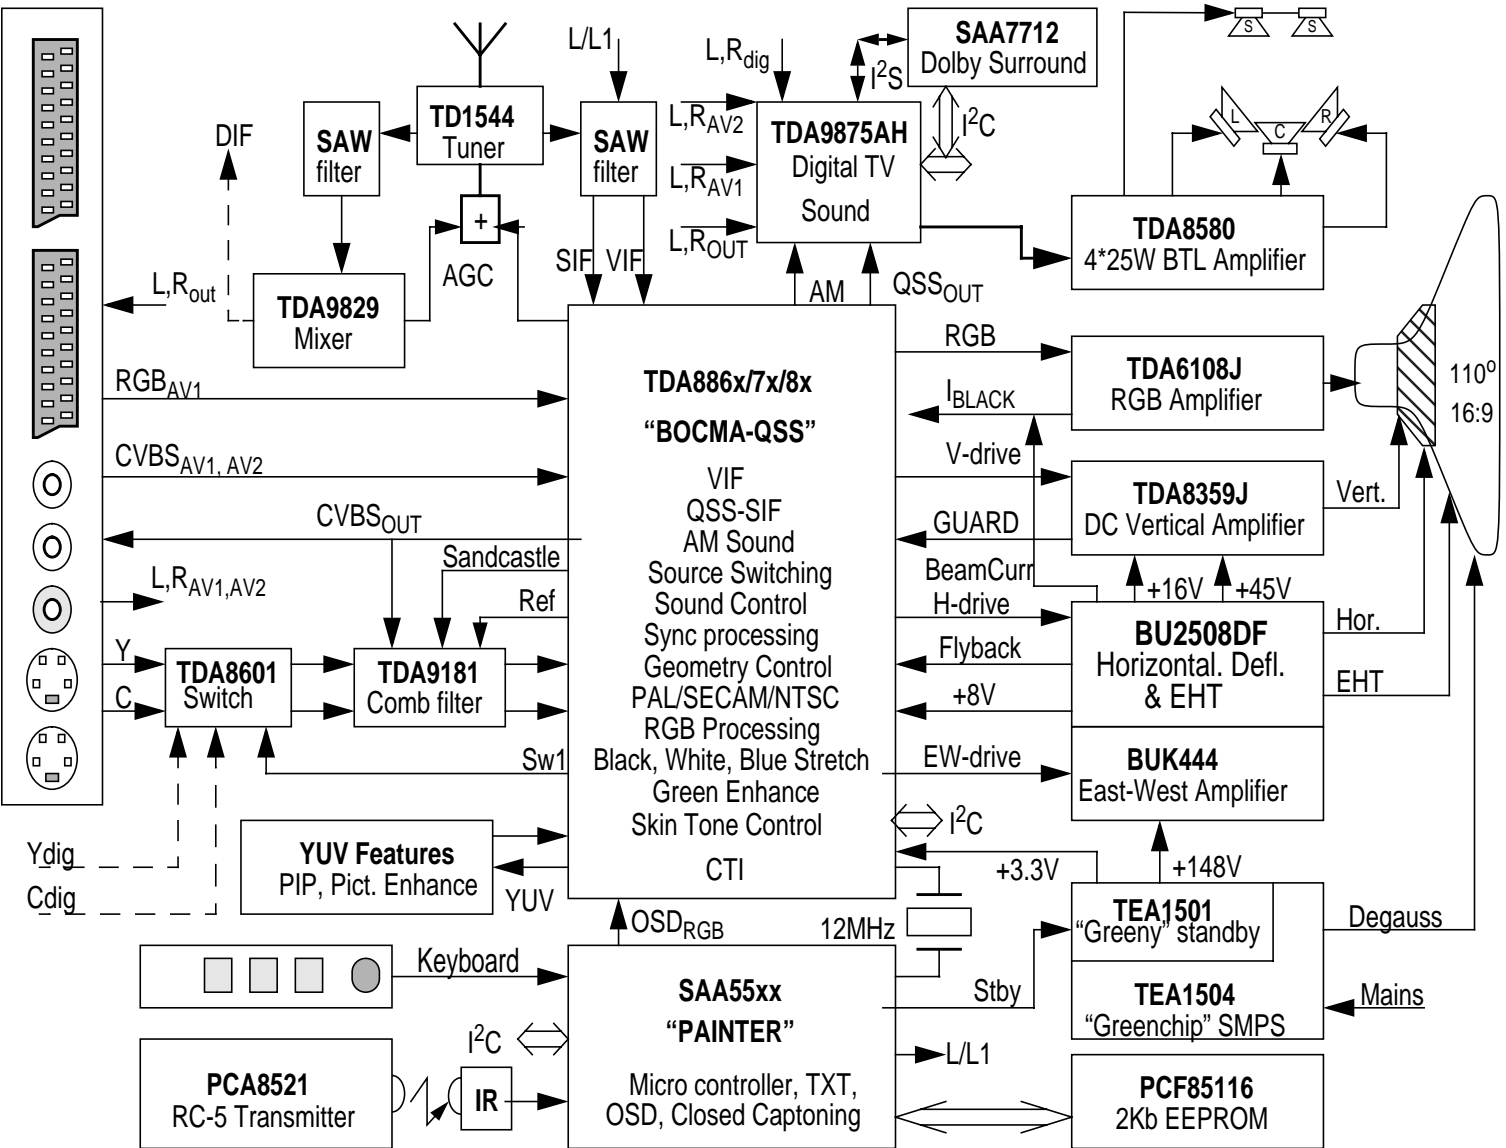 L/L1
L,Rdig
SAA7712
Dolby Surround
S
S
I2S
I2C
TD1544
Tuner
SAW
filter
SAW
filter
DIF
L,RAV2
L,RAV1
L,ROUT
TDA9875AH
Digital TV
Sound
L
C
R
+
AGC
SIF
VIF
AM
QSSOUT
TDA8580
4*25W BTL Amplifier
L,Rout
TDA9829
Mixer
RGBAV1
CVBSAV1, AV2
CVBSOUT
Sandcastle
Ref
L,RAV1,AV2
Y
C
TDA8601
Switch
TDA9181
Comb filter
Sw1
TDA886x/7x/8x
“BOCMA-QSS”
VIF
QSS-SIF
AM Sound
Source Switching
Sound Control
Sync processing
Geometry Control
PAL/SECAM/NTSC
RGB Processing
Black, White, Blue Stretch
Green Enhance
Skin Tone Control
CTI
RGB
IBLACK
V-drive
GUARD
BeamCurr
H-drive
Flyback
+8V
EW-drive
I2C
+3.3V
TDA6108J
RGB Amplifier
110o
16:9
TDA8359J
DC Vertical Amplifier
Vert.
+16V
+45V
BU2508DF
Horizontal. Defl.
& EHT
Hor.
EHT
BUK444
East-West Amplifier
+148V
Ydig
Cdig
YUV Features
PIP, Pict. Enhance
YUV
OSDRGB
12MHz
TEA1501
“Greeny” standby
Degauss
TEA1504
“Greenchip” SMPS
Mains
Keyboard
SAA55xx
“PAINTER”
Micro controller, TXT,
OSD, Closed Captoning
Stby
L/L1
I2C
PCA8521
RC-5 Transmitter
IR
PCF85116
2Kb EEPROM